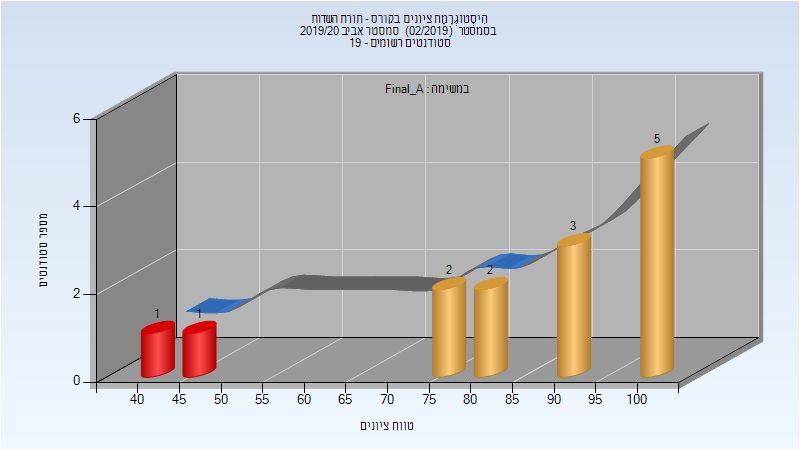 היסטוגרמת ציונים בקורס - תורת השדות
בסמסטר (02/2019) סמסטר אביב 2019/20
סטודנטים רשומים - 19
במשימה : Final_A
מספר סטודנטים
6
4
2
0
1
1
2
2
3
5
40 45 50 55 60 65 70 75 80 85 90 95 100
טווח ציונים